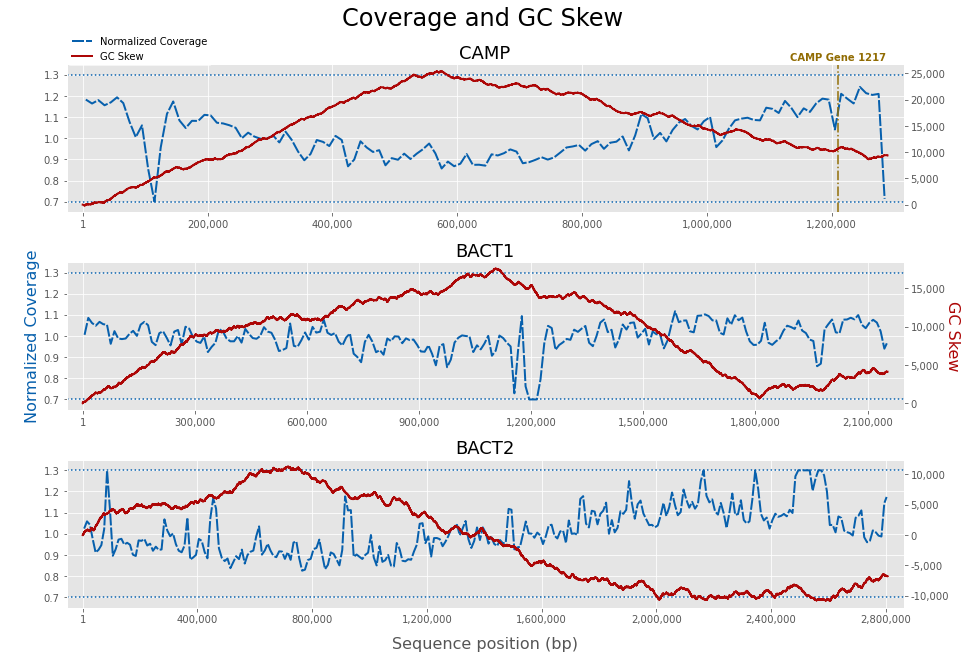 Coverage and GC Skew
Normalized Coverage
GC Skew
CAMP
CAMP Gene 1217
1.3
1.2
1.1
1.0
0.9
0.8
0.7
25,000
20,000
15,000
10,000
5,000
0
1 200,000 400,000 600,000 800,000 1,000,000 1,200,000
BACT1
1.3
1.2
1.1
1.0
0.9
0.8
0.7
15,000
10,000
5,000
0
1 300,000 600,000 900,000 1,200,000 1,500,000 1,800,000 2,100,000
Normalized Coverage
GC Skew
BACT2
1.3
1.2
1.1
1.0
0.9
0.8
0.7
10,000
5,000
0
-5,000
-10,000
1 400,000 800,000 1,200,000 1,600,000 2,000,000 2,400,000 2,800,000
Sequence position (bp)